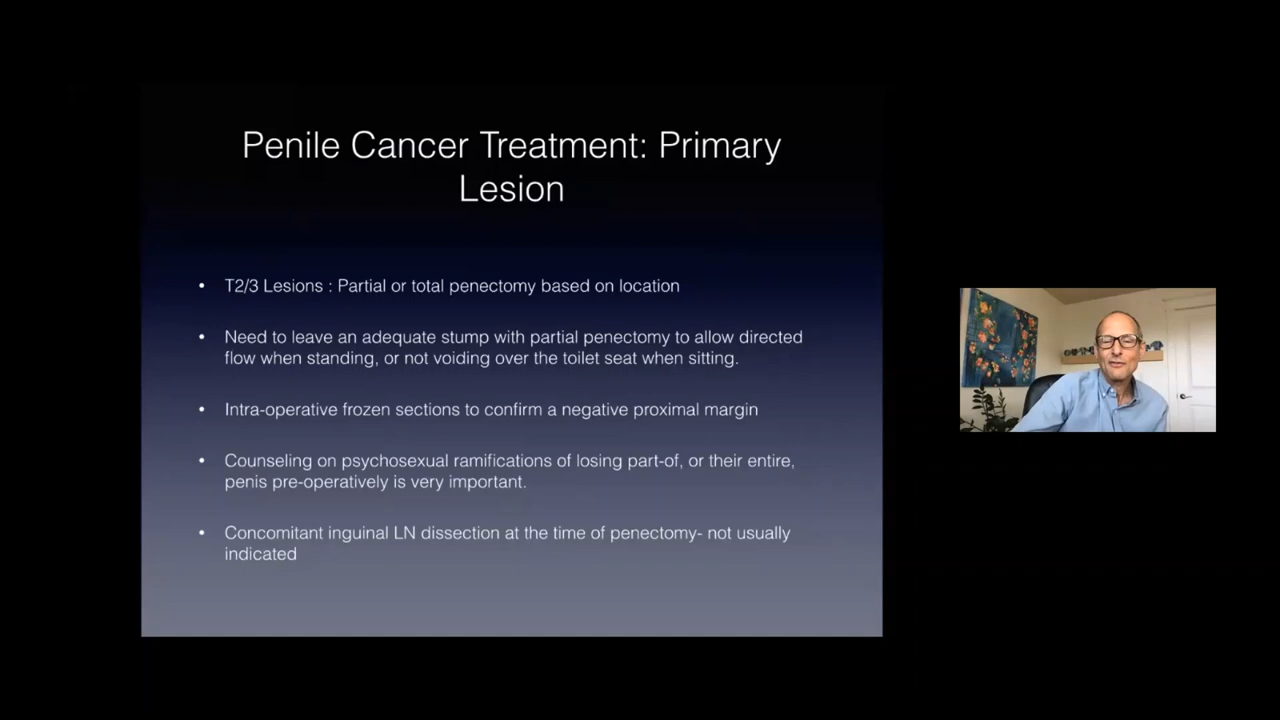 Penile Cancer Treatment: Primary
Lesion
• T2/3 Lesions : Partial or total penectomy based on location
• Need to leave an adequate stump with partial penectomy to allow directed
flow when standing, or not voiding over the toilet seat when sitting.
• Intra-operative frozen sections to confirm a negative proximal margin
• Counseling on psychosexual ramifications of losing part-of, or their entire,
penis pre-operatively is very important.
• Concomitant inguinal LN dissection at the time of penectomy- not usually
indicated